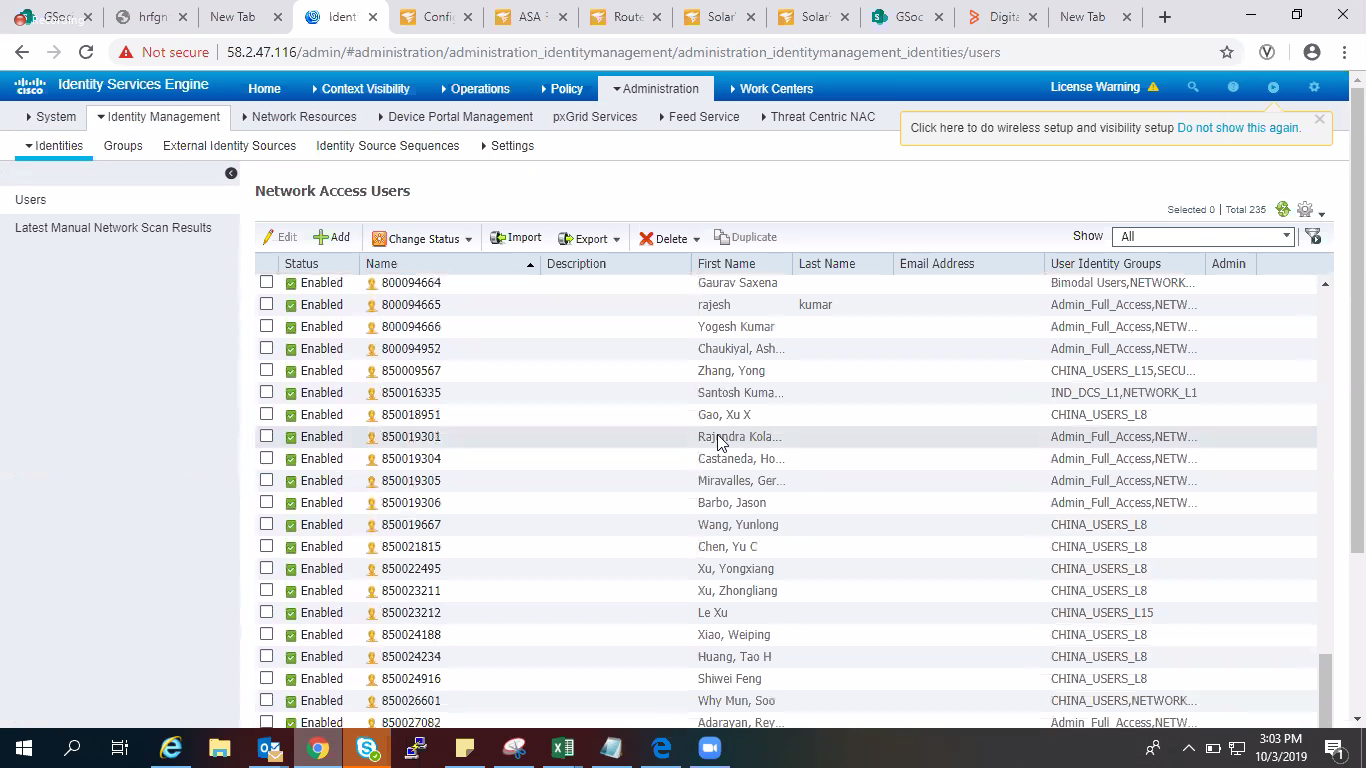 GSoc
hrfgn
New Tab
Ident
Confi
ASA
Route
Solar
Solar
GSoc
Digita
New Tab
Not secure 58.2.47.116/admin/#administration/administration_identitymanagement/administration_identitymanagement_identities/users
cisco Identity Services Engine Home Context Visibility Operations Policy Administration Work Centers License Warning
System Identity Management Network Resources Device Portal Management pxGrid Services Feed Service Threat Centric NAC
Click here to do wireless setup and visibility setup Do not show this again.
Identities Groups External Identity Sources Identity Source Sequences Settings
Users
Latest Manual Network Scan Results
Network Access Users
Selected 0 | Total 235
Edit Add Change Status Import Export Delete Duplicate Show All
Status Name Description First Name Last Name Email Address User Identity Groups Admin
Enabled 800094664 Gaurav Saxena Bimodal Users,NETWORK...
Enabled 800094665 rajesh kumar Admin_Full_Access,NETW...
Enabled 800094666 Yogesh Kumar Admin_Full_Access,NETW...
Enabled 800094952 Chaukiyal, Ash... Admin_Full_Access,NETW...
Enabled 850009567 Zhang, Yong CHINA_USERS_L15,SECU...
Enabled 850016335 Santosh Kuma... IND_DCS_L1,NETWORK_L1
Enabled 850018951 Gao, Xu X CHINA_USERS_L8
Enabled 850019301 Rajendra Kola... Admin_Full_Access,NETW...
Enabled 850019304 Castaneda, Ho... Admin_Full_Access,NETW...
Enabled 850019305 Miravalles, Ger... Admin_Full_Access,NETW...
Enabled 850019306 Barbo, Jason Admin_Full_Access,NETW...
Enabled 850019667 Wang, Yunlong CHINA_USERS_L8
Enabled 850021815 Chen, Yu C CHINA_USERS_L8
Enabled 850022495 Xu, Yongxiang CHINA_USERS_L8
Enabled 850023211 Xu, Zhongliang CHINA_USERS_L8
Enabled 850023212 Le Xu CHINA_USERS_L15
Enabled 850024188 Xiao, Weiping CHINA_USERS_L8
Enabled 850024234 Huang, Tao H CHINA_USERS_L8
Enabled 850024916 Shiwei Feng CHINA_USERS_L8
Enabled 850026601 Why Mun, Soo CHINA_USERS,NETWORK...
Enabled 850027082 Adarayan, Rey... Admin_Full_Access,NETW...
3:03 PM
10/3/2019
1